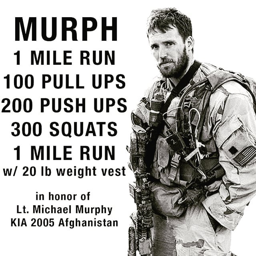 MURPH
1 MILE RUN
100 PULL UPS
200 PUSH UPS
300 SQUATS
1 MILE RUN
w/ 20 lb weight vest
in honor of
Lt. Michael Murphy
KIA 2005 Afghanistan